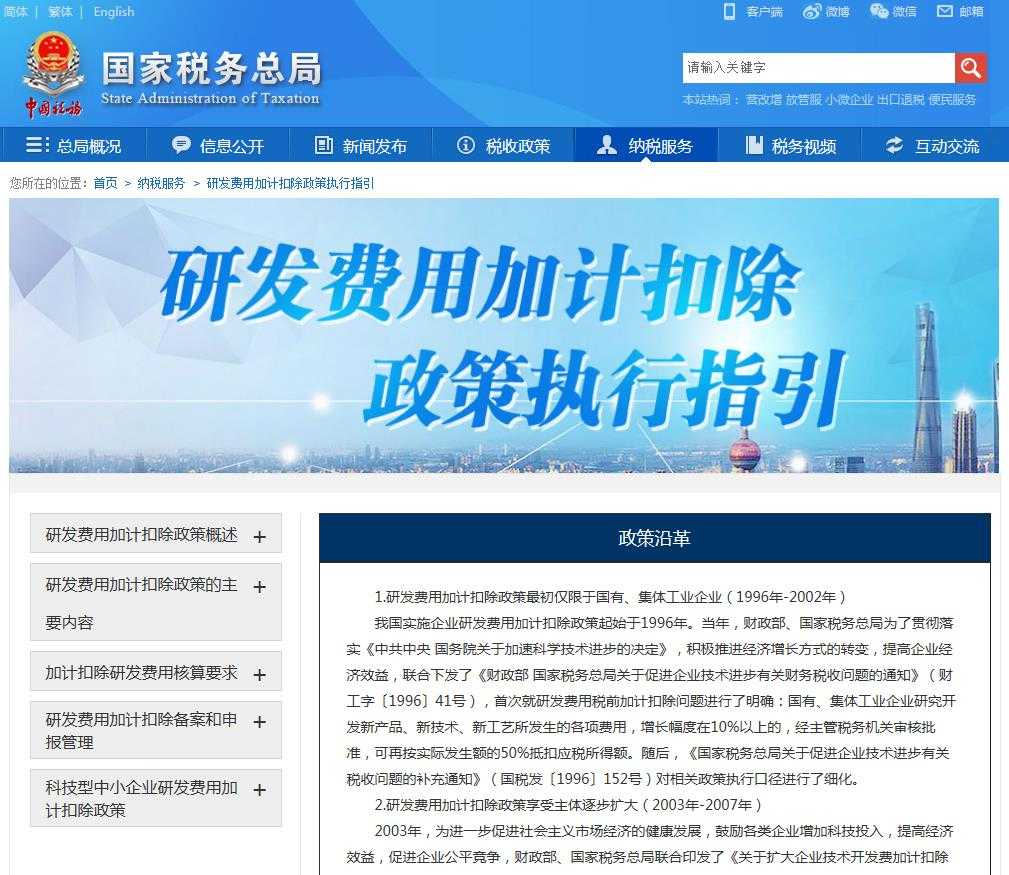 简体 | 繁体 | English
客户端 微博 微信 邮箱
国家税务总局
State Administration of Taxation
中国税务
请输入关键字
本站热词： 营改增 放管服 小微企业 出口退税 便民服务
总局概况 信息公开 新闻发布 税收政策 纳税服务 税务视频 互动交流
您所在的位置：首页 > 纳税服务 > 研发费用加计扣除政策执行指引
研发费用加计扣除
政策执行指引
研发费用加计扣除政策概述 +
研发费用加计扣除政策的主 +
要内容
加计扣除研发费用核算要求 +
研发费用加计扣除备案和申 +
报管理
科技型中小企业研发费用加 +
计扣除政策
政策沿革
1.研发费用加计扣除政策最初仅限于国有、集体工业企业（1996年-2002年）
我国实施企业研发费用加计扣除政策起始于1996年。当年，财政部、国家税务总局为了贯彻落
实《中共中央 国务院关于加速科学技术进步的决定》，积极推进经济增长方式的转变，提高企业经
济效益，联合下发了《财政部 国家税务总局关于促进企业技术进步有关财务税收问题的通知》（财
工字〔1996〕41号），首次就研发费用税前加计扣除问题进行了明确：国有、集体工业企业研究开
发新产品、新技术、新工艺所发生的各项费用，增长幅度在10%以上的，经主管税务机关审核批
准，可再按实际发生额的50%抵扣应税所得额。随后，《国家税务总局关于促进企业技术进步有关
税收问题的补充通知》（国税发〔1996〕152号）对相关政策执行口径进行了细化。
2.研发费用加计扣除政策享受主体逐步扩大（2003年-2007年）
2003年，为进一步促进社会主义市场经济的健康发展，鼓励各类企业增加科技投入，提高经济
效益，促进企业公平竞争，财政部、国家税务总局联合印发了《关于扩大企业技术开发费加计扣除